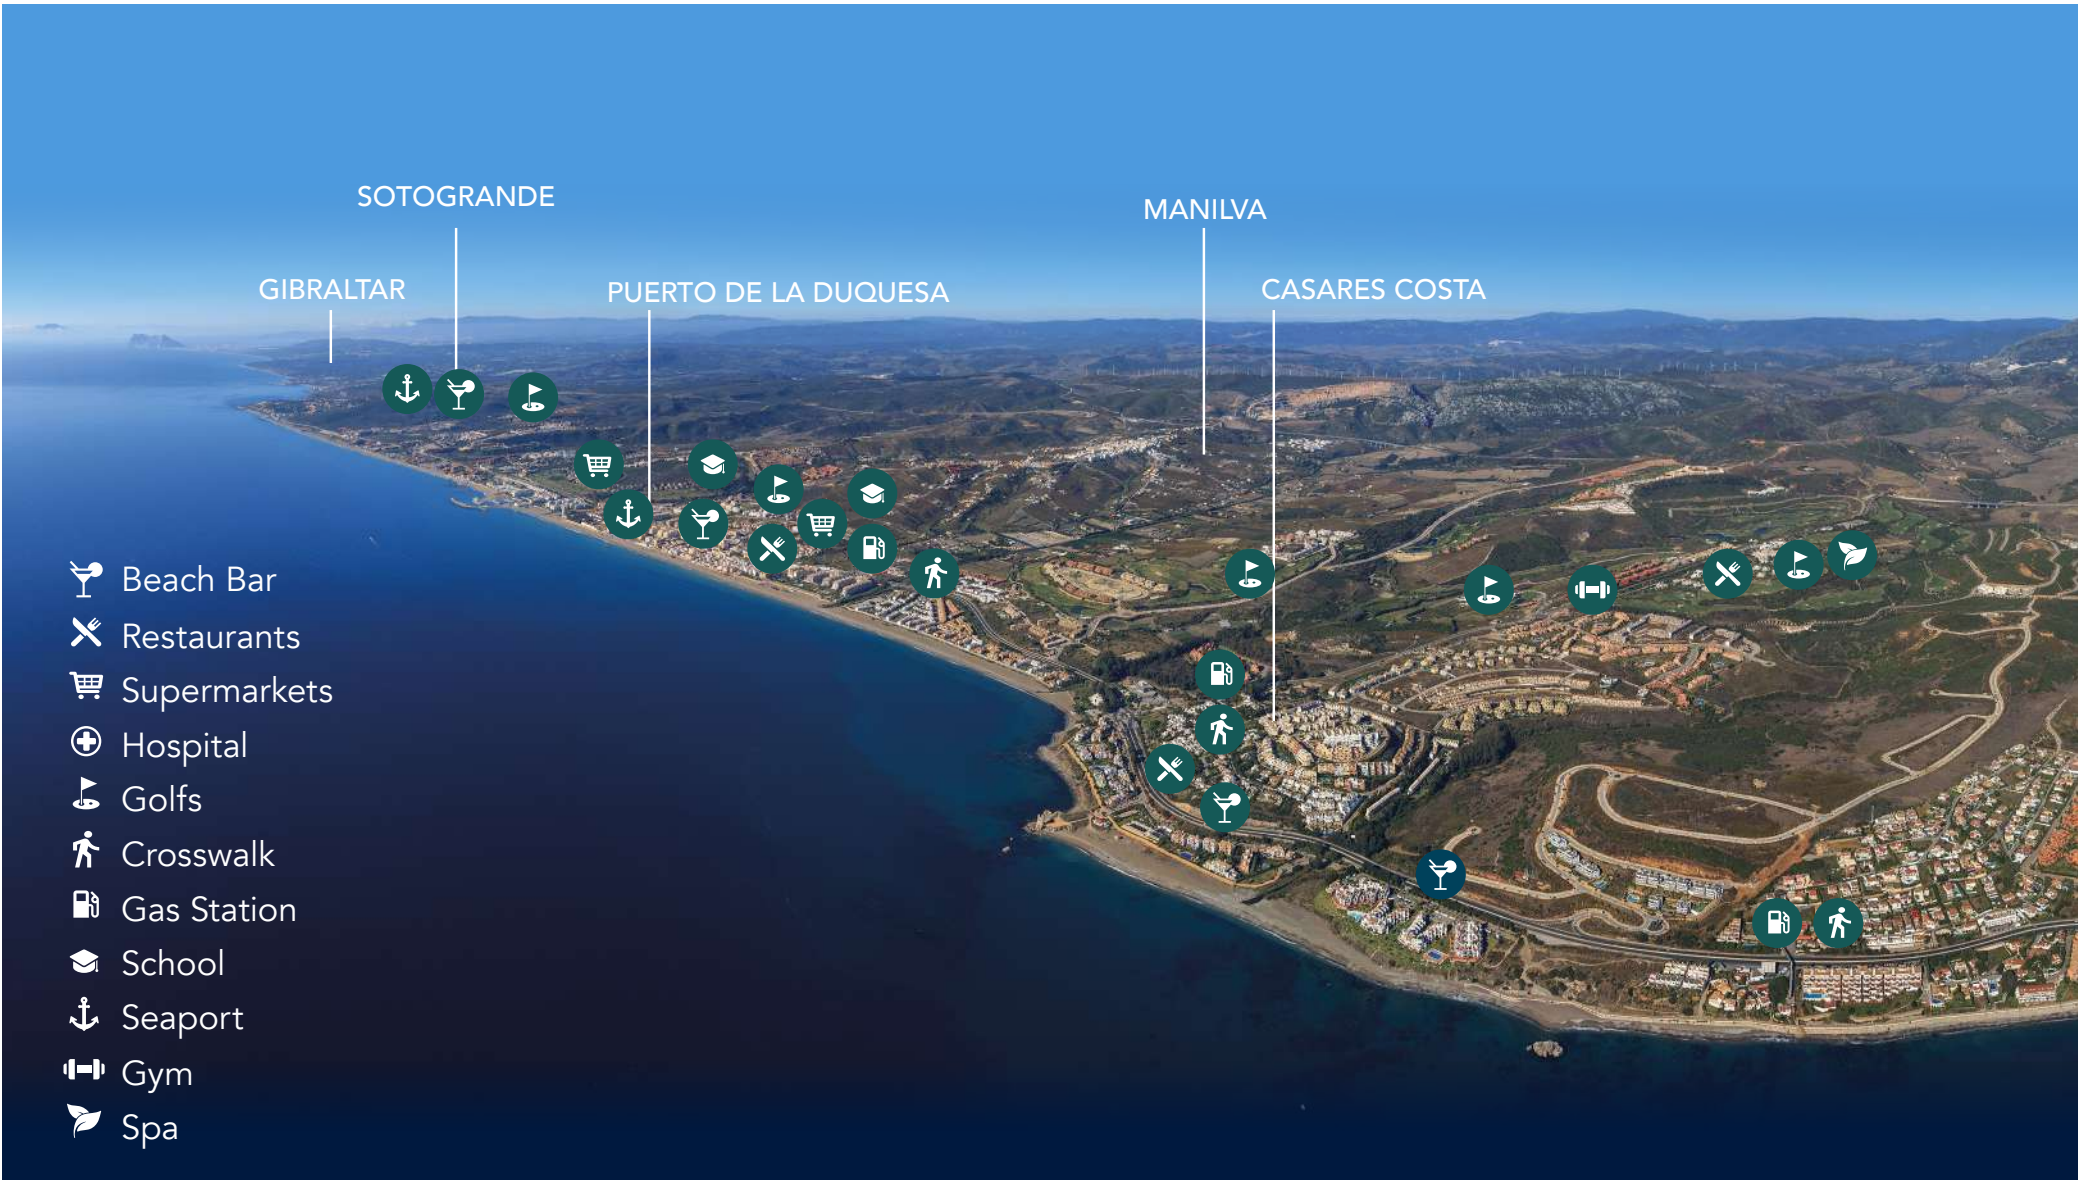 SOTOGRANDE
MANILVA
GIBRALTAR
PUERTO DE LA DUQUESA
CASARES COSTA
Beach Bar
Restaurants
Supermarkets
Hospital
Golfs
Crosswalk
Gas Station
School
Seaport
Gym
Spa